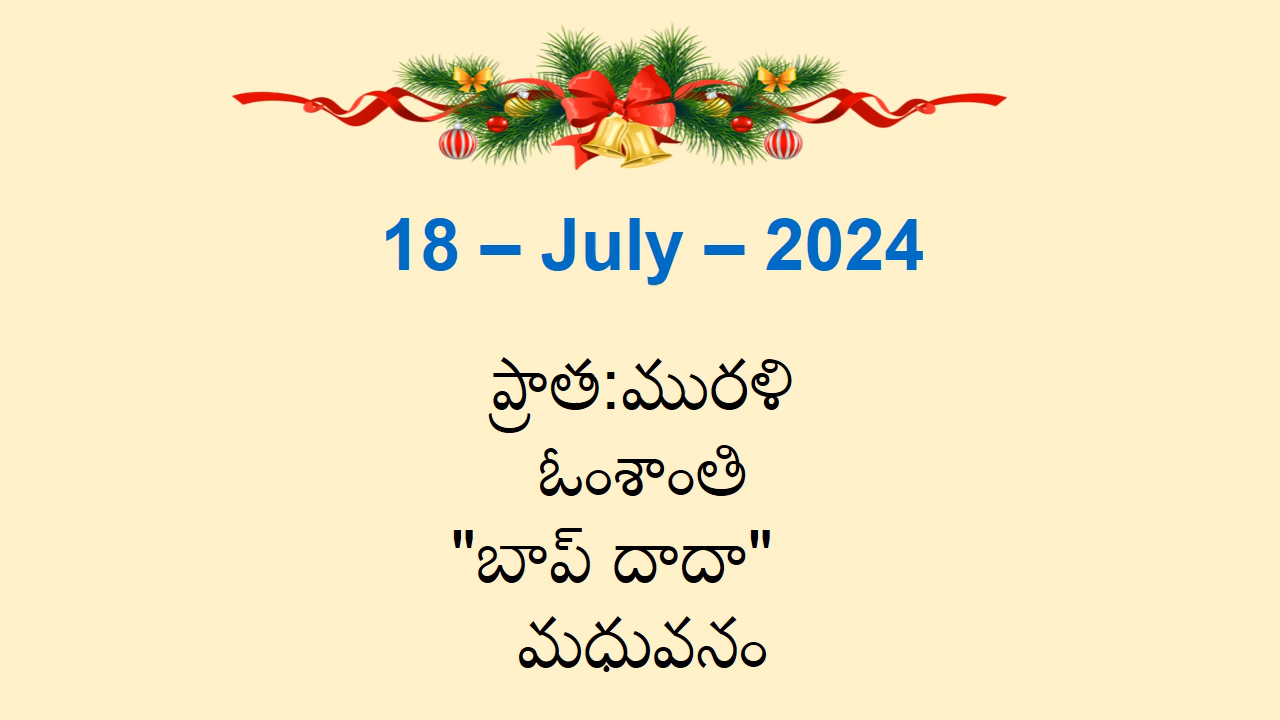 18 – July – 2024
ప్రాత:మురళి
ఓంశాంతి
"బాప్ దాదా"
మధువనం